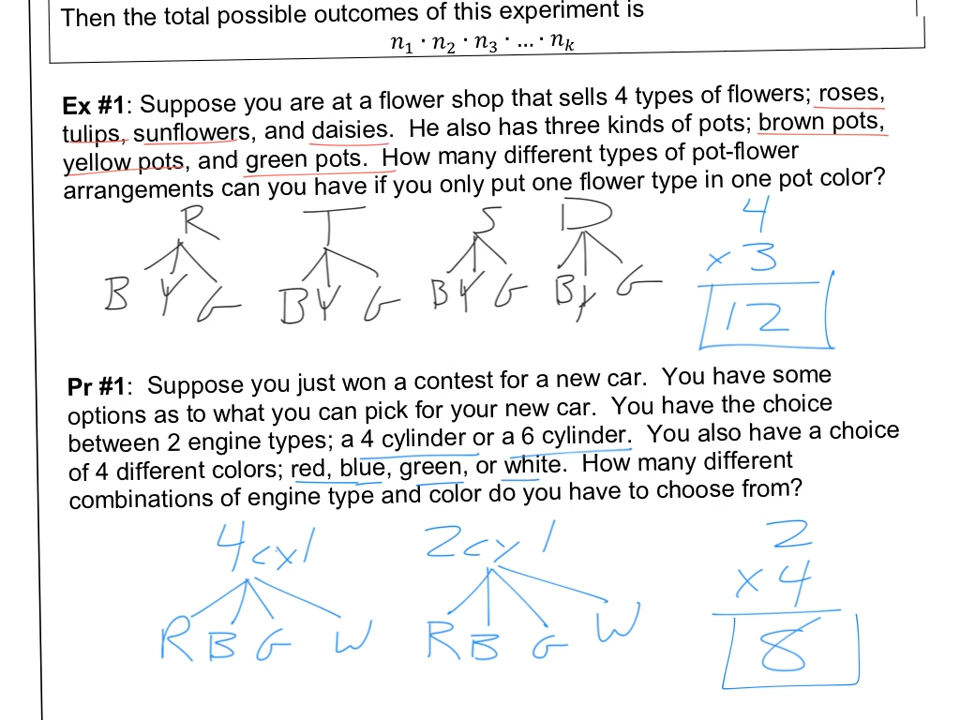 Then the total possible outcomes of this experiment is
n₁ · n₂ · n₃ · ... · nₖ
Ex #1: Suppose you are at a flower shop that sells 4 types of flowers; roses,
tulips, sunflowers, and daisies. He also has three kinds of pots; brown pots,
yellow pots, and green pots. How many different types of pot-flower
arrangements can you have if you only put one flower type in one pot color?
R T S D 4
x 3
B Y G B Y G B Y G B Y G
12
Pr #1: Suppose you just won a contest for a new car. You have some
options as to what you can pick for your new car. You have the choice
between 2 engine types; a 4 cylinder or a 6 cylinder. You also have a choice
of 4 different colors; red, blue, green, or white. How many different
combinations of engine type and color do you have to choose from?
4cyl 2cyl 2
x 4
R B G W R B G W 8